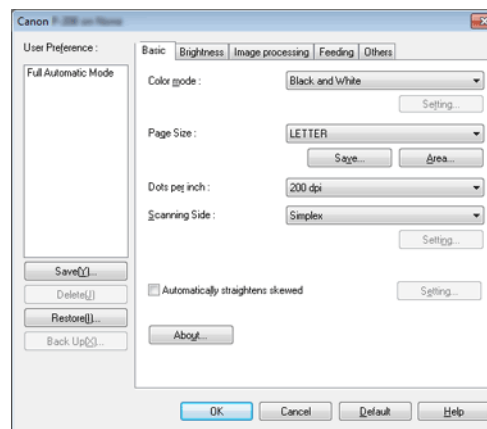 Canon
User Preference :
Full Automatic Mode
Save(Y)...
Delete(J)
Restore(I)...
Back Up(X)...
Basic Brightness Image processing Feeding Others
Color mode : Black and White
Setting...
Page Size : LETTER
Save... Area...
Dots per inch : 200 dpi
Scanning Side : Simplex
Setting...
Automatically straightens skewed Setting...
About...
OK Cancel Default Help